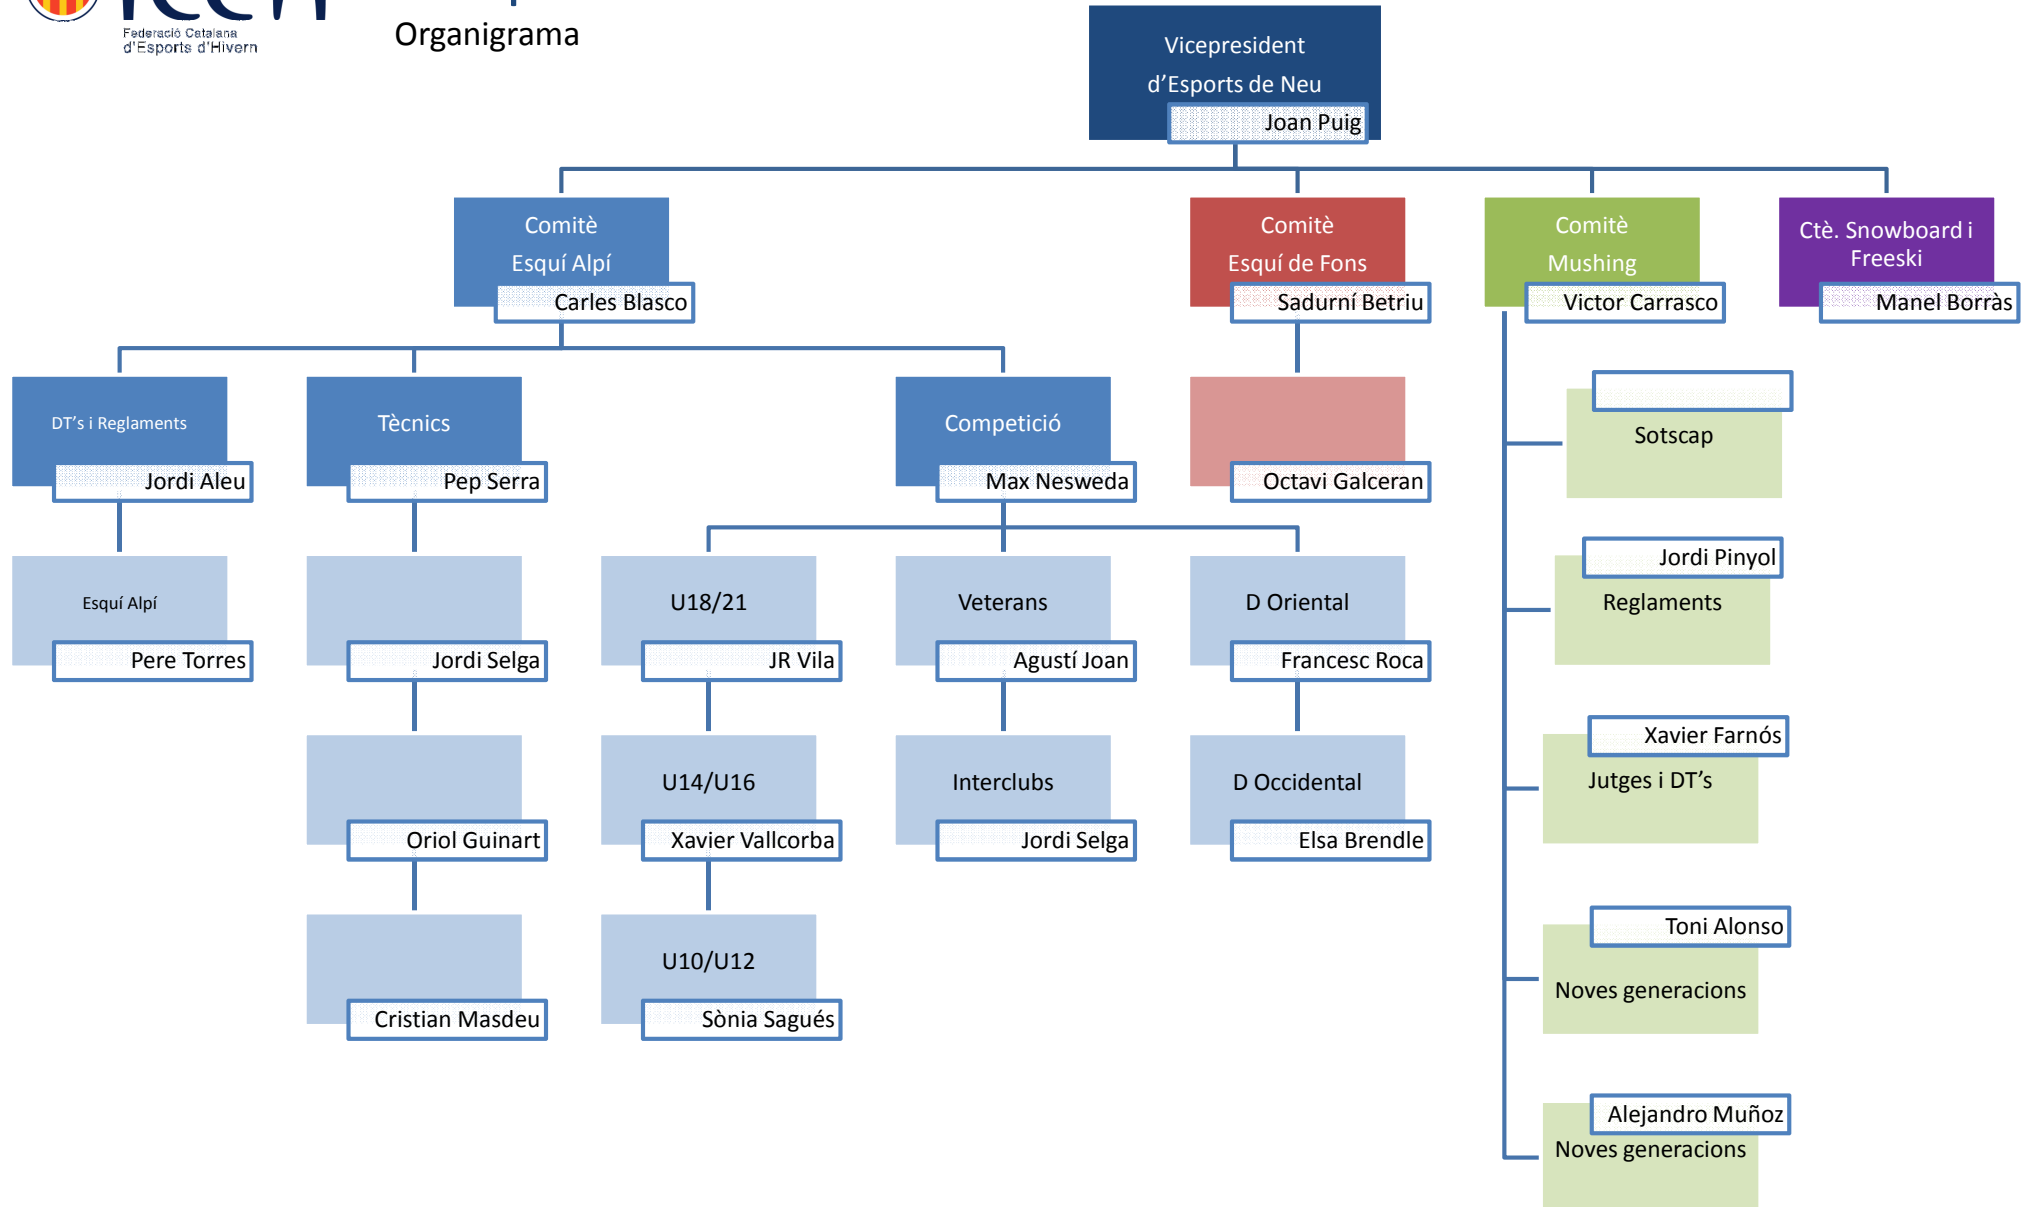 Federació Catalana
d'Esports d'Hivern
Organigrama
Vicepresident
d'Esports de Neu
Joan Puig
Comitè
Esquí Alpí
Carles Blasco
Comitè
Esquí de Fons
Sadurní Betriu
Comitè
Mushing
Victor Carrasco
Ctè. Snowboard i
Freeski
Manel Borràs
DT's i Reglaments
Jordi Aleu
Tècnics
Pep Serra
Competició
Max Nesweda
Octavi Galceran
Sotscap
Esquí Alpí
Pere Torres
Jordi Selga
U18/21
JR Vila
Veterans
Agustí Joan
D Oriental
Francesc Roca
Jordi Pinyol
Reglaments
Oriol Guinart
U14/U16
Xavier Vallcorba
Interclubs
Jordi Selga
D Occidental
Elsa Brendle
Xavier Farnós
Jutges i DT's
Cristian Masdeu
U10/U12
Sònia Sagués
Toni Alonso
Noves generacions
Alejandro Muñoz
Noves generacions